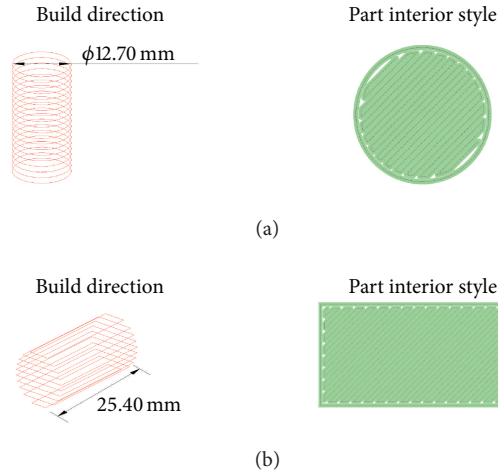 Build direction
Part interior style
ϕ12.70 mm
(a)
Build direction
Part interior style
25.40 mm
(b)